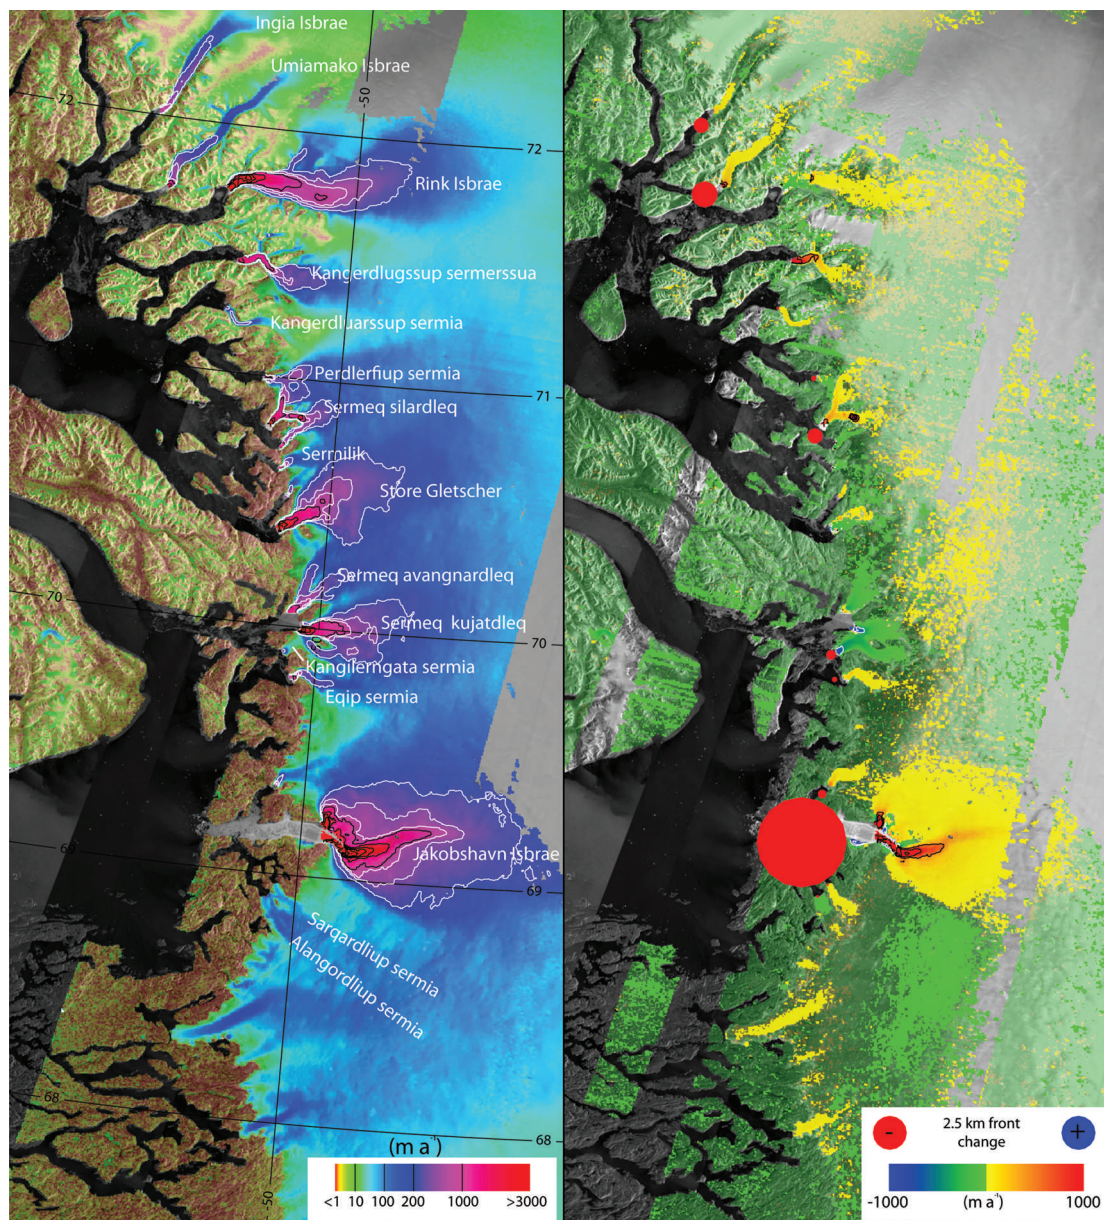 Ingia Isbrae
Umiamako Isbrae
72
-50
72
Rink Isbrae
Kangerdlugssup sermerssua
Kangerdluarssup sermia
Perdlerfiup sermia
71
Sermeq silardleq
Sermilik
Store Gletscher
Sermeq avangnardleq
70
Sermeq kujatdleq
70
Kangilerngata sermia
Eqip sermia
69
Jakobshavn Isbrae
69
Sarqardliup sermia
Alangordliup sermia
68
68
(m a⁻¹)
50
<1 10 100 200 1000 >3000
- 2.5 km front +
change
-1000 (m a⁻¹) 1000